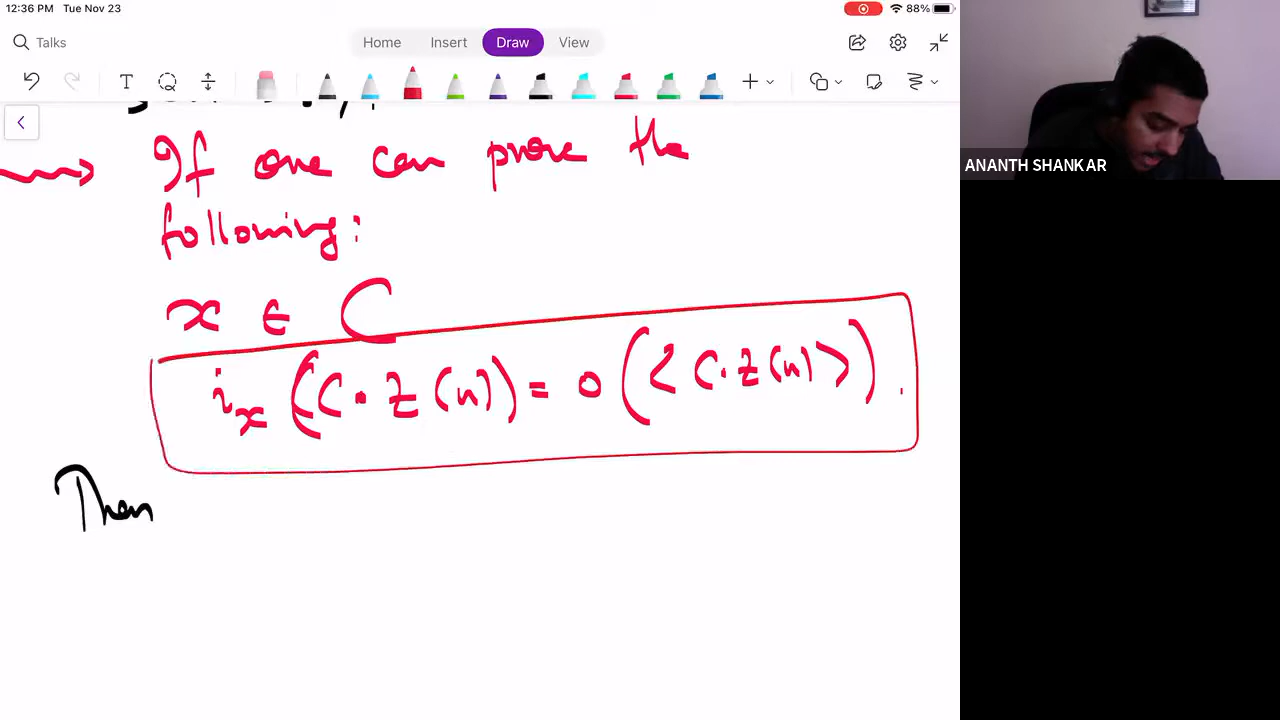 12:36 PM Tue Nov 23
88%
Talks
Home Insert Draw View
ANANTH SHANKAR
If one can prove the
following:
x ∈ C
i_x (C · Z(n)) = o (< C · Z(n) >) .
Then